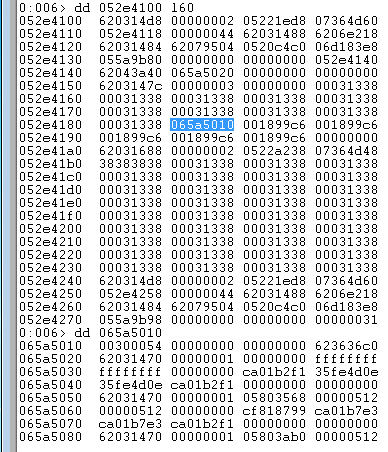 0:006> dd 052e4100 160
052e4100 620314d8 00000002 05221ed8 07364d60
052e4110 052e4118 00000044 62031488 6206e218
052e4120 62031484 62079504 0520c4c0 06d183e8
052e4130 055a9b80 00000000 00000000 052e4140
052e4140 62043a40 065a5020 00000000 00000000
052e4150 6203147c 00000003 00000000 00031338
052e4160 00031338 00031338 00031338 00031338
052e4170 00031338 00031338 00031338 00031338
052e4180 00031338 065a5010 001899c6 001899c6
052e4190 001899c6 001899c6 001899c6 00000000
052e41a0 62031688 00000002 0522a238 07364d48
052e41b0 38383838 00031338 00031338 00031338
052e41c0 00031338 00031338 00031338 00031338
052e41d0 00031338 00031338 00031338 00031338
052e41e0 00031338 00031338 00031338 00031338
052e41f0 00031338 00031338 00031338 00031338
052e4200 00031338 00031338 00031338 00031338
052e4210 00031338 00031338 00031338 00031338
052e4220 00031338 00031338 00031338 00031338
052e4230 00031338 00031338 00031338 00031338
052e4240 620314d8 00000002 05221ed8 07364d60
052e4250 052e4258 00000044 62031488 6206e218
052e4260 62031484 62079504 0520c4c0 06d183e8
052e4270 055a9b98 00000000 00000000 00000031
0:006> dd 065a5010
065a5010 00300054 00000000 00000000 623636c0
065a5020 62031470 00000001 00000000 ffffffff
065a5030 ffffffff 00000000 ca01b2f1 35fe4d0e
065a5040 35fe4d0e ca01b2f1 00000000 00000000
065a5050 62031470 00000001 05803568 00000512
065a5060 00000512 00000000 cf818799 ca01b7e3
065a5070 ca01b7e3 ca01b2f1 00000000 00000000
065a5080 62031470 00000001 05803ab0 00000512